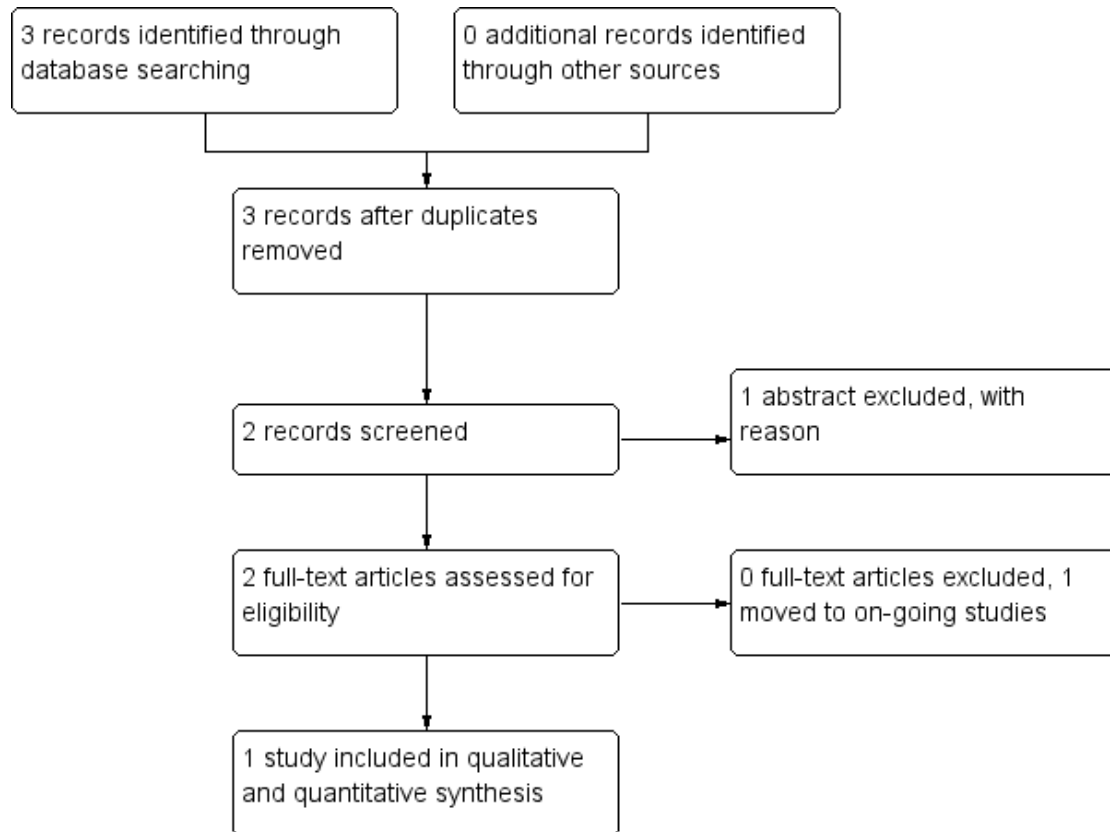 3 records identified through
database searching
0 additional records identified
through other sources
3 records after duplicates
removed
2 records screened
1 abstract excluded, with
reason
2 full-text articles assessed for
eligibility
0 full-text articles excluded, 1
moved to on-going studies
1 study included in qualitative
and quantitative synthesis